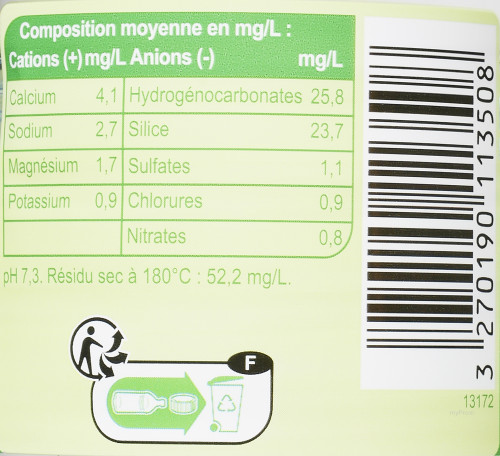 Composition moyenne en mg/L :
Cations (+) mg/L Anions (-) mg/L
Calcium 4,1 Hydrogénocarbonates 25,8
Sodium 2,7 Silice 23,7
Magnésium 1,7 Sulfates 1,1
Potassium 0,9 Chlorures 0,9
Nitrates 0,8
pH 7,3. Résidu sec à 180°C : 52,2 mg/L.
F
3 270190 113508
13172